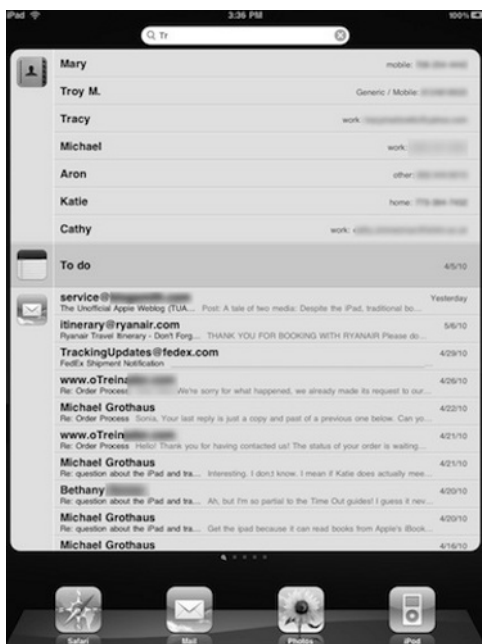 iPad 3:36 PM 100%
Tr
Mary mobile:
Troy M. Generic / Mobile:
Tracy work:
Michael work:
Aron other:
Katie home:
Cathy work:
To do 4/5/10
service@ Yesterday
The Unofficial Apple Weblog (TUA... Post: A tale of two media: Despite the iPad, traditional bo...
itinerary@ryanair.com 5/6/10
Ryanair Travel Itinerary - Don't Forg... THANK YOU FOR BOOKING WITH RYANAIR Please do...
TrackingUpdates@fedex.com 4/29/10
FedEx Shipment Notification
www.oTreina 4/26/10
Re: Order Process We're sorry for what happened, we already made its request to our...
Michael Grothaus 4/22/10
Re: Order Process Sonia, Your last reply is just a copy and past of a previous one below. Can yo...
www.oTrein 4/21/10
Re: Order Process Hello! Thank you for having contacted us! The status of your order is waiting...
Michael Grothaus 4/21/10
Re: question about the iPad and tra... Interesting. I don;t know. I mean if Katie does actually mee...
Bethany 4/20/10
Re: question about the iPad and tra... Ah, but I'm so partial to the Time Out guides! I guess it nev...
Michael Grothaus 4/20/10
Re: question about the iPad and tra... Get the ipad because it can read books from Apple's iBook...
Michael Grothaus 4/16/10
Safari Mail Photos iPod